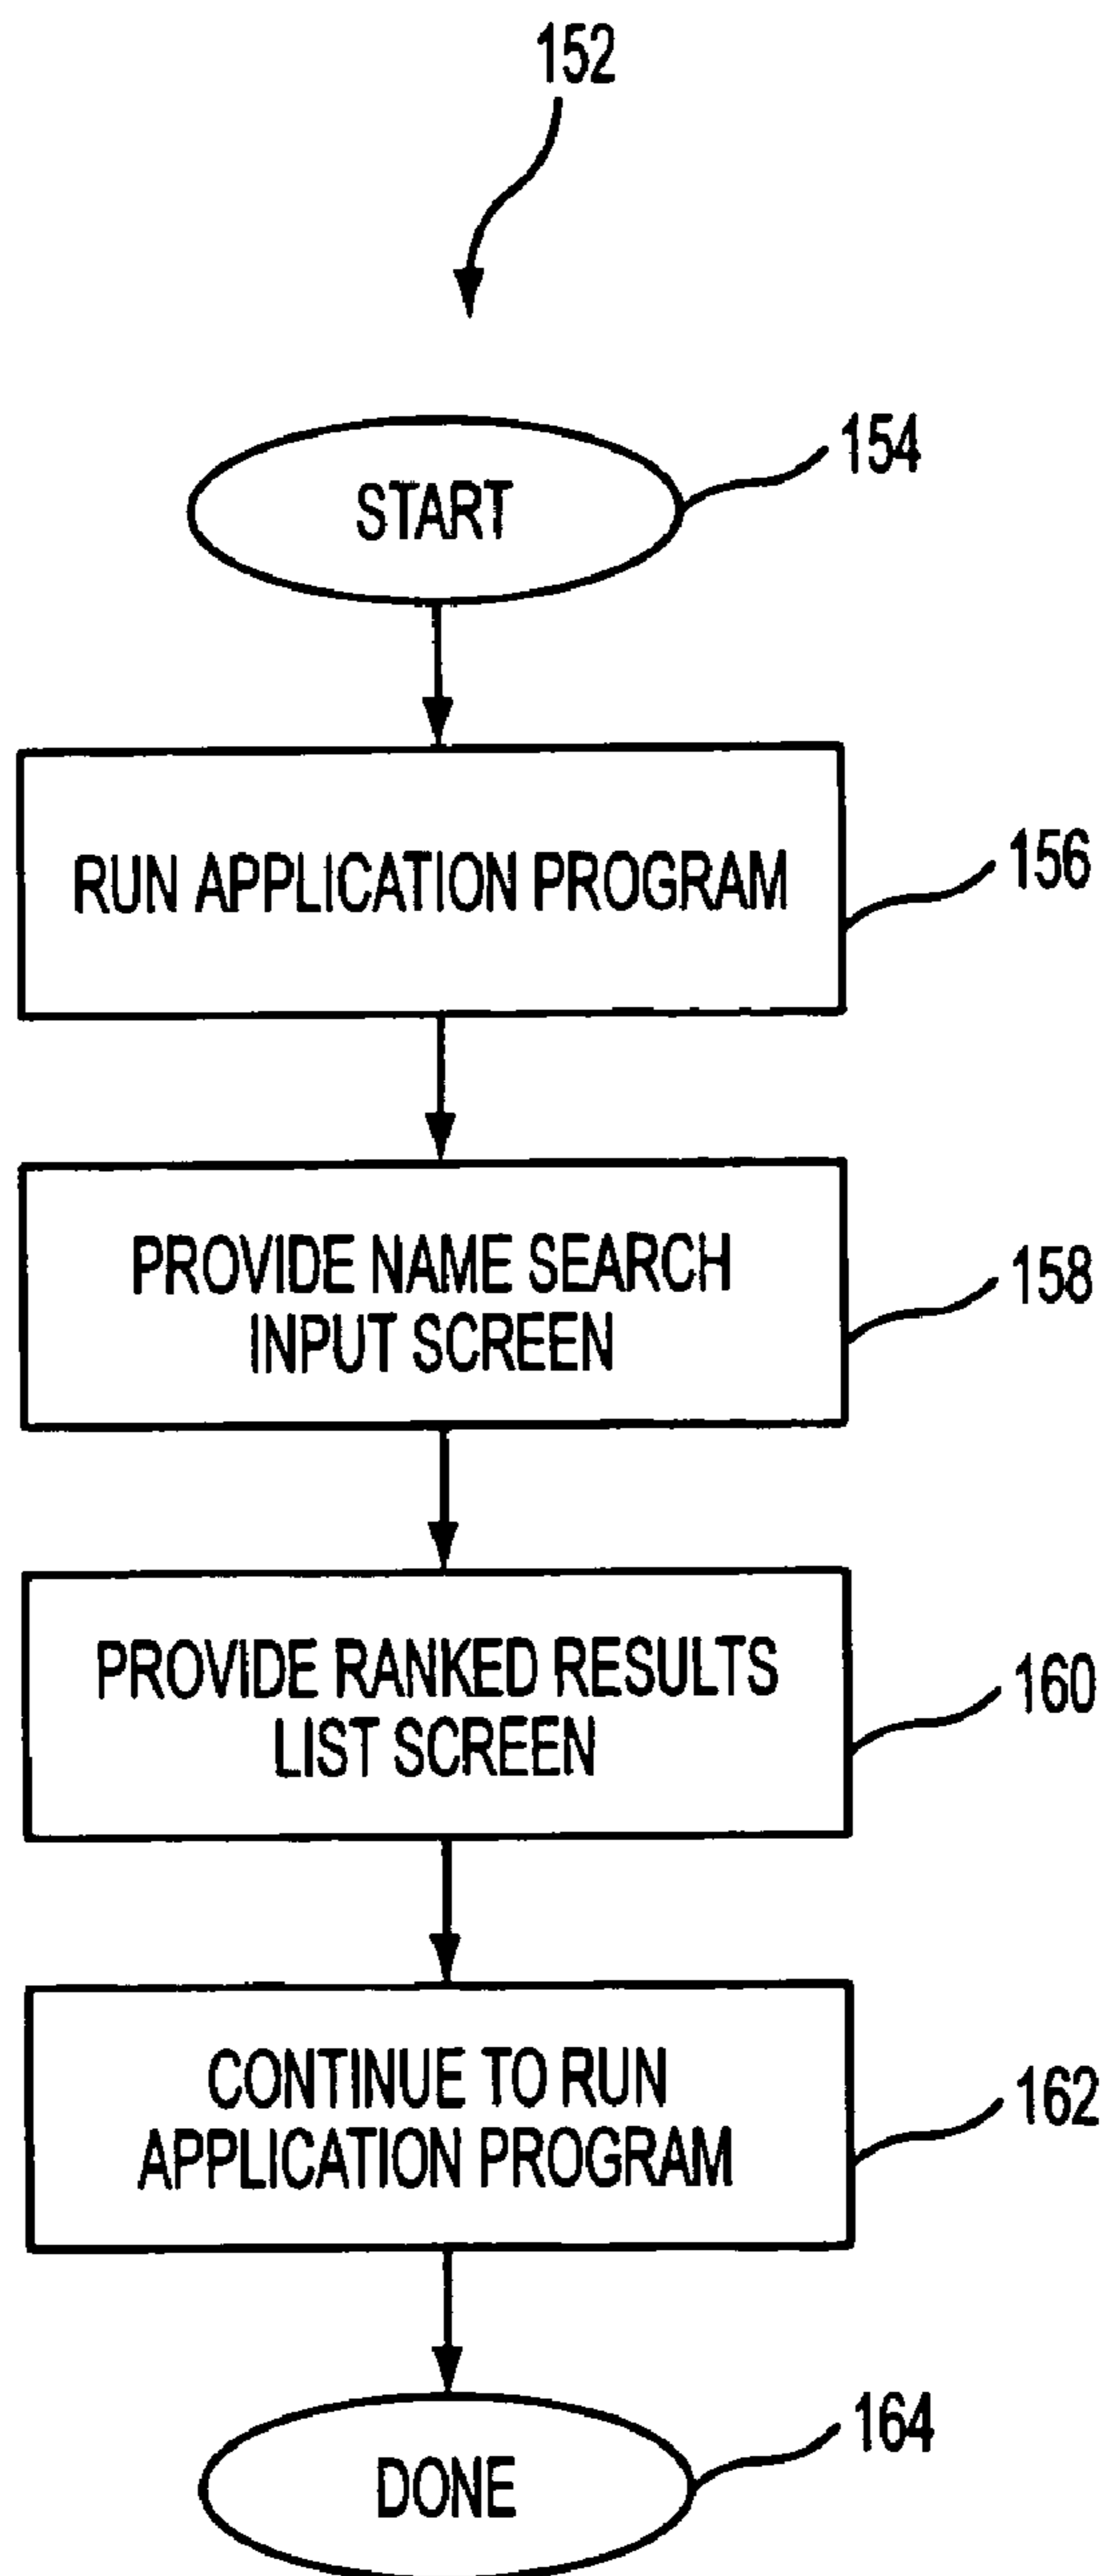 152
START
154
RUN APPLICATION PROGRAM
156
PROVIDE NAME SEARCH
INPUT SCREEN
158
PROVIDE RANKED RESULTS
LIST SCREEN
160
CONTINUE TO RUN
APPLICATION PROGRAM
162
DONE
164